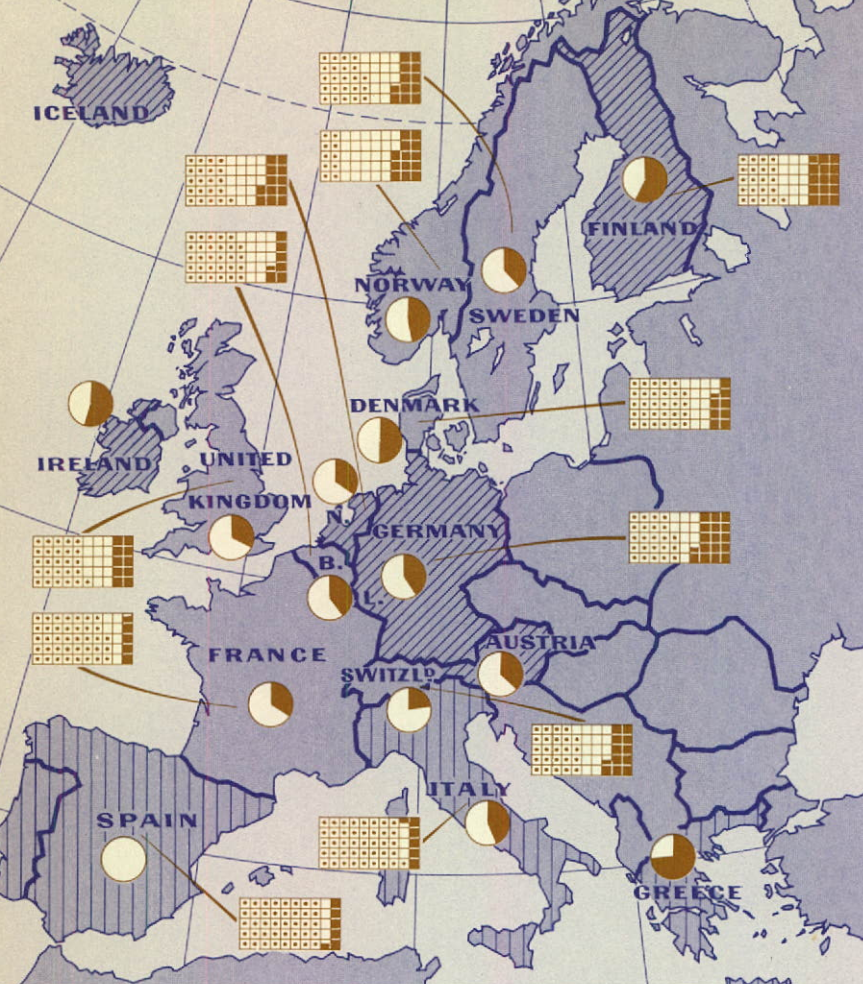 ICELAND
FINLAND
NORWAY
SWEDEN
DENMARK
IRELAND
UNITED
KINGDOM
N.
GERMANY
B.
L.
FRANCE
AUSTRIA
SWITZLD.
ITALY
SPAIN
GREECE